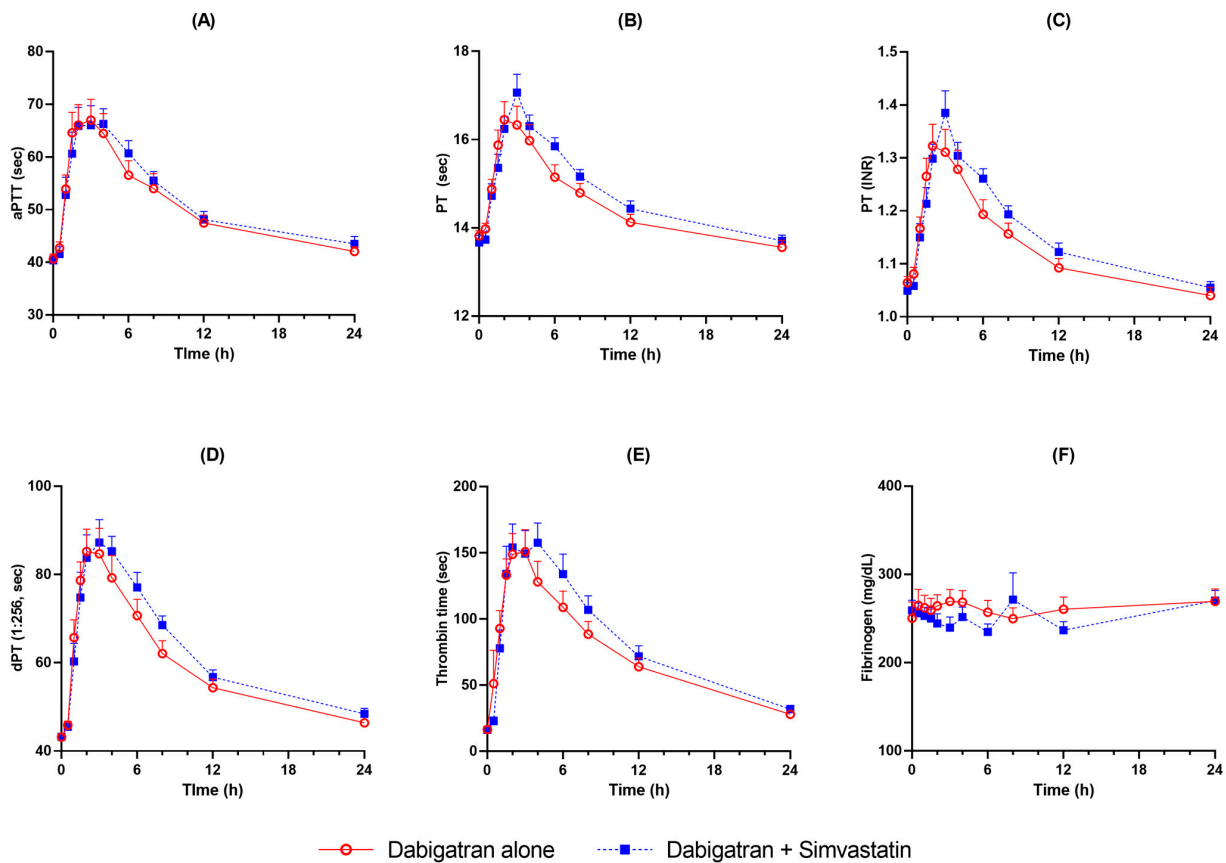 (A)
(B)
(C)
80
70
60
50
40
30
aPTT (sec)
0 6 12 24
TIme (h)
18
16
14
12
PT (sec)
0 6 12 18 24
Time (h)
1.5
1.4
1.3
1.2
1.1
1.0
PT (INR)
0 6 12 18 24
Time (h)
(D)
(E)
(F)
100
80
60
40
dPT (1:256, sec)
0 6 12 18 24
TIme (h)
200
150
100
50
0
Thrombin time (sec)
0 6 12 18 24
Time (h)
400
300
200
100
Fibrinogen (mg/dL)
0 6 12 18 24
Time (h)
Dabigatran alone
Dabigatran + Simvastatin